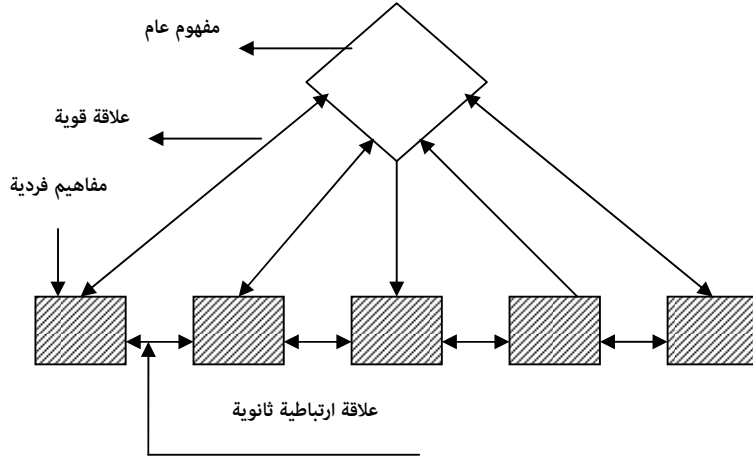 مفهوم عام
علاقة قوية
مفاهيم فردية
علاقة ارتباطية ثانوية